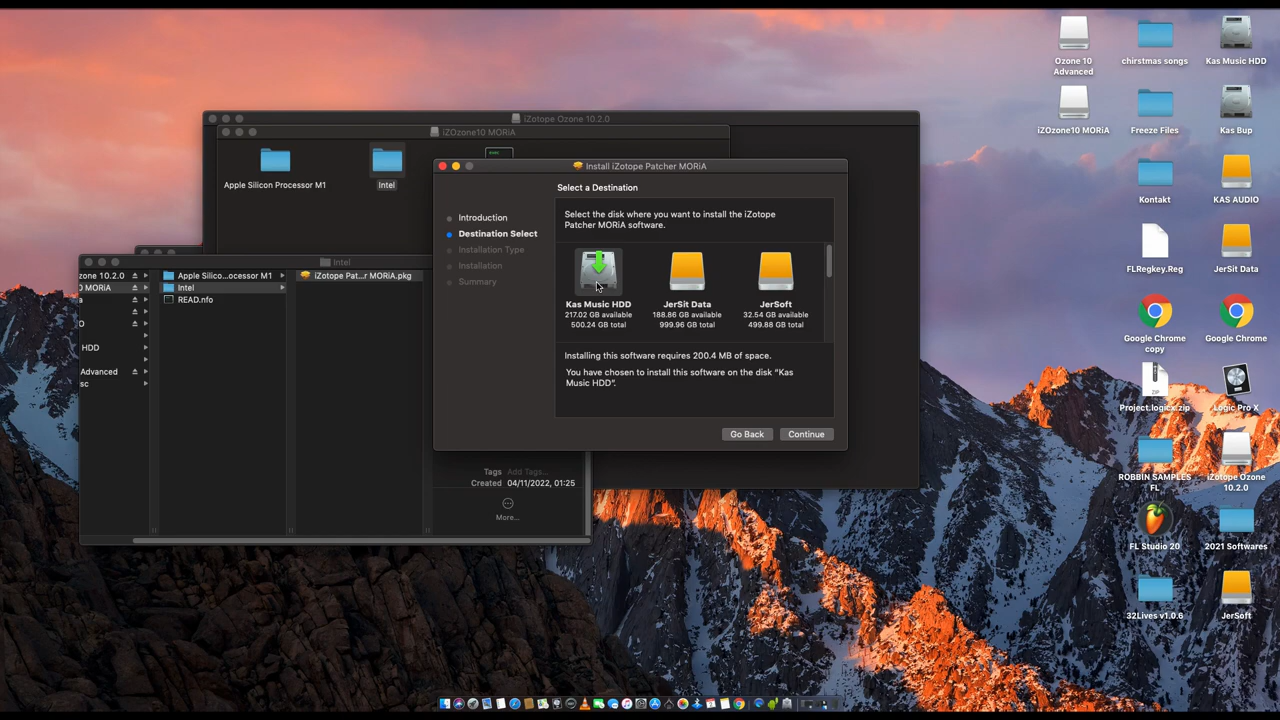 iZotope Ozone 10.2.0
iZOzone10 MORiA
exec
Apple Silicon Processor M1
Intel
Install iZotope Patcher MORiA
Select a Destination
Introduction
Destination Select
Installation Type
Installation
Summary
Select the disk where you want to install the iZotope
Patcher MORiA software.
Kas Music HDD
217.02 GB available
500.24 GB total
JerSit Data
188.86 GB available
999.96 GB total
JerSoft
32.54 GB available
499.88 GB total
Installing this software requires 200.4 MB of space.
You have chosen to install this software on the disk “Kas
Music HDD”.
Go Back
Continue
Intel
zone 10.2.0
MORiA
HDD
Advanced
sc
Apple Silico...ocessor M1
Intel
READ.nfo
iZotope Pat...r MORiA.pkg
Tags Add Tags...
Created 04/11/2022, 01:25
More...
Ozone 10
Advanced
chirstmas songs
Kas Music HDD
iZOzone10 MORiA
Freeze Files
Kas Bup
Kontakt
KAS AUDIO
FLRegkey.Reg
JerSit Data
Google Chrome
copy
Google Chrome
ZIP
Project.logicx.zip
Logic Pro X
ROBBIN SAMPLES
FL
iZotope Ozone
10.2.0
FL Studio 20
2021 Softwares
32Lives v1.0.6
JerSoft